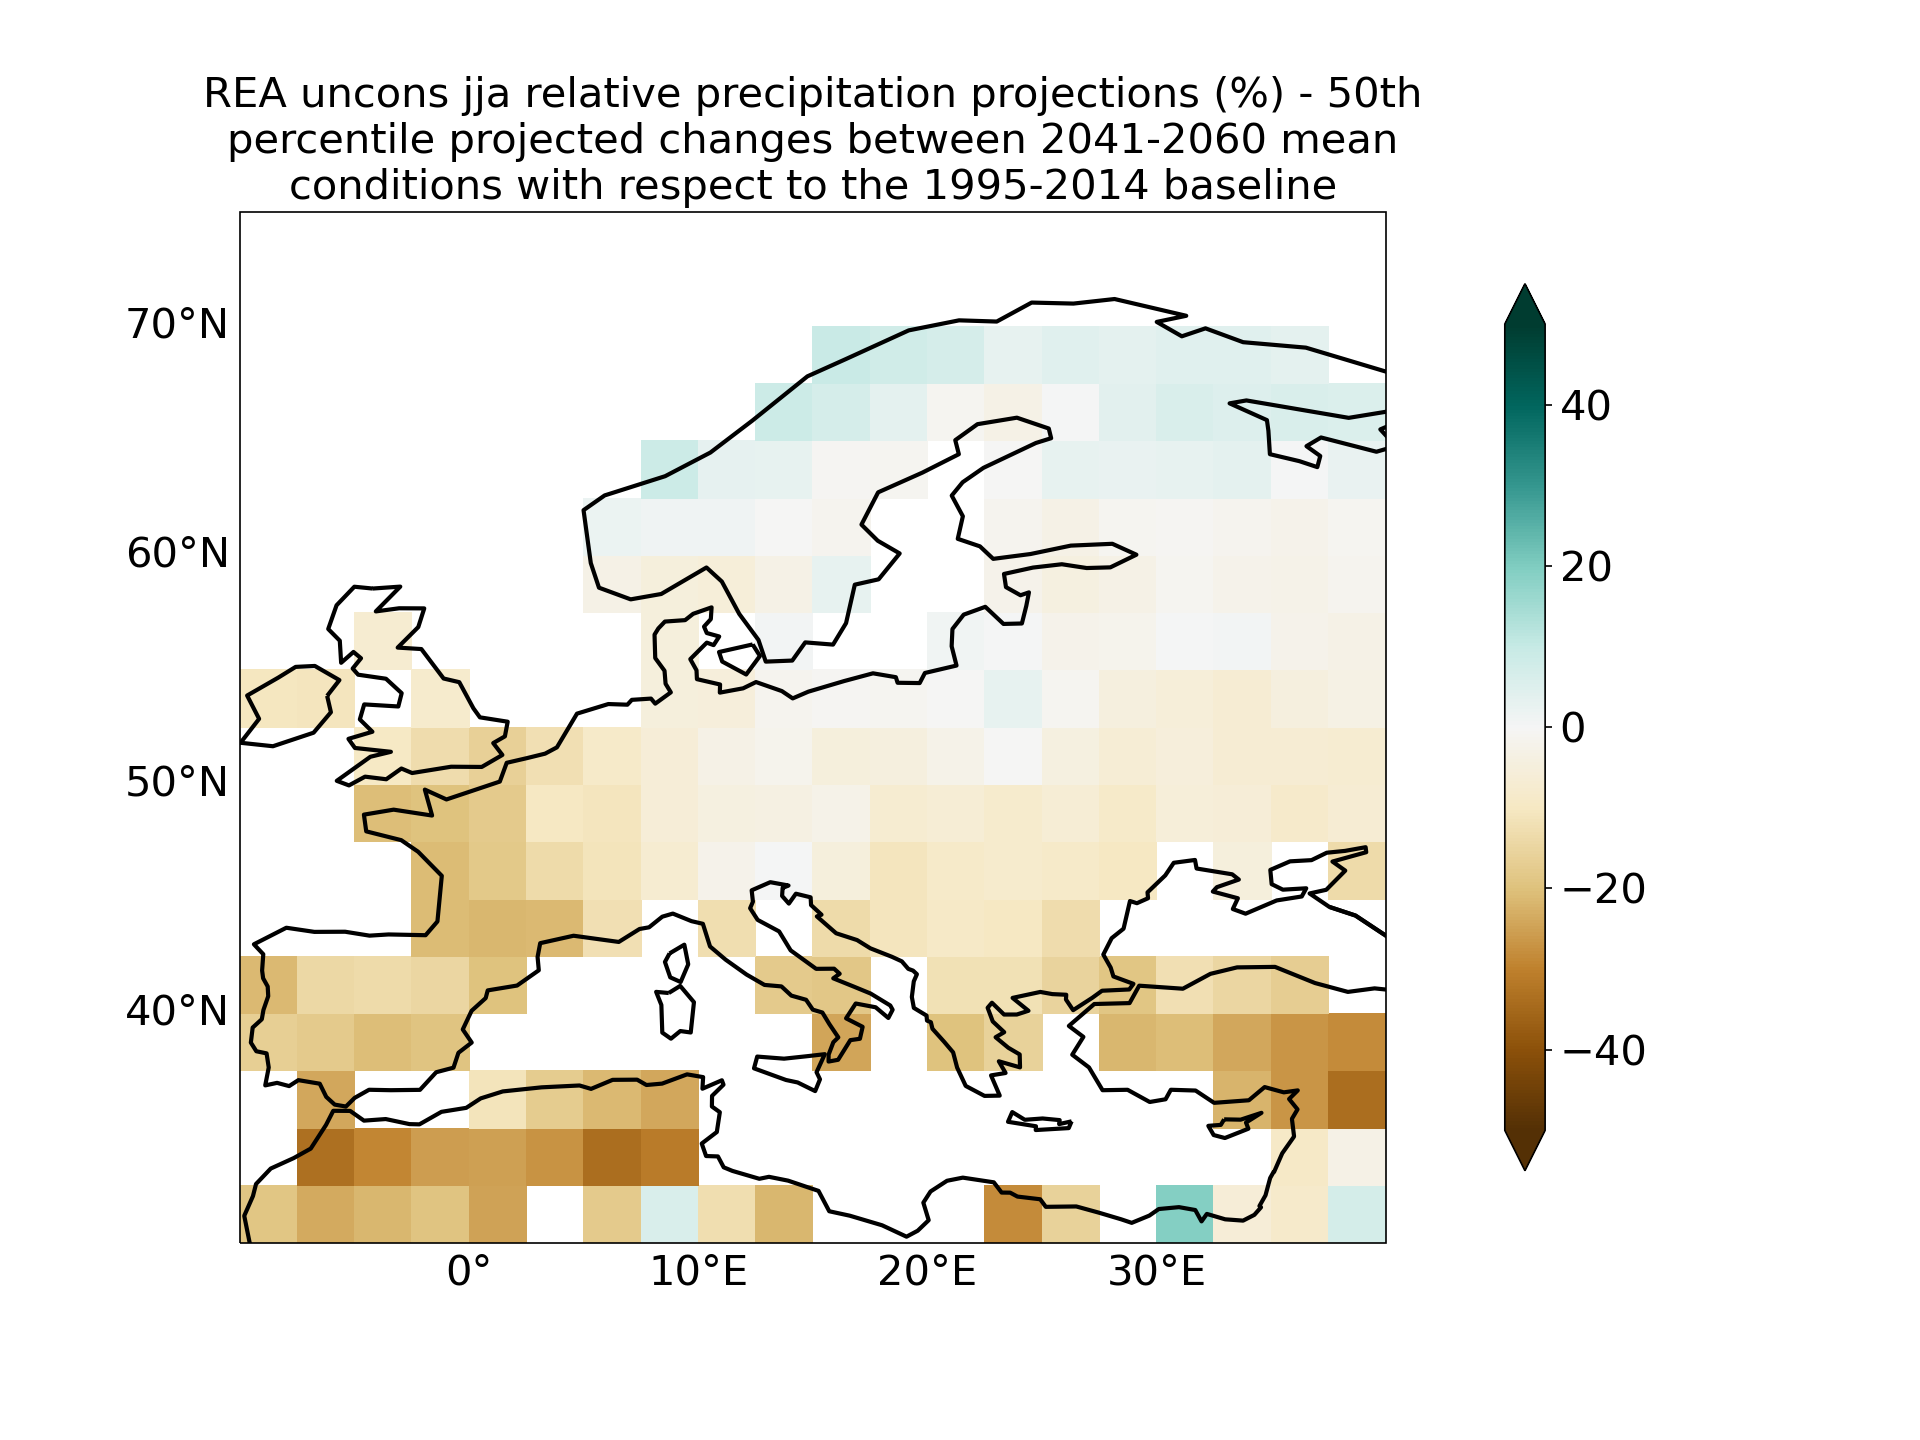 REA uncons jja relative precipitation projections (%) - 50th
percentile projected changes between 2041-2060 mean
conditions with respect to the 1995-2014 baseline
70°N
60°N
50°N
40°N
0°
10°E
20°E
30°E
40
20
0
−20
−40